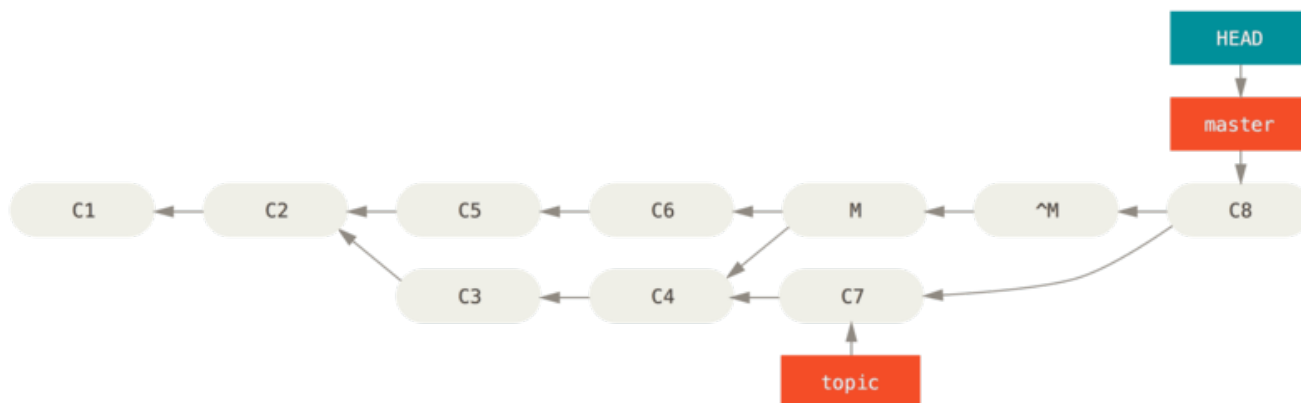 HEAD
master
C1 C2 C5 C6 M ^M C8
C3 C4 C7
topic